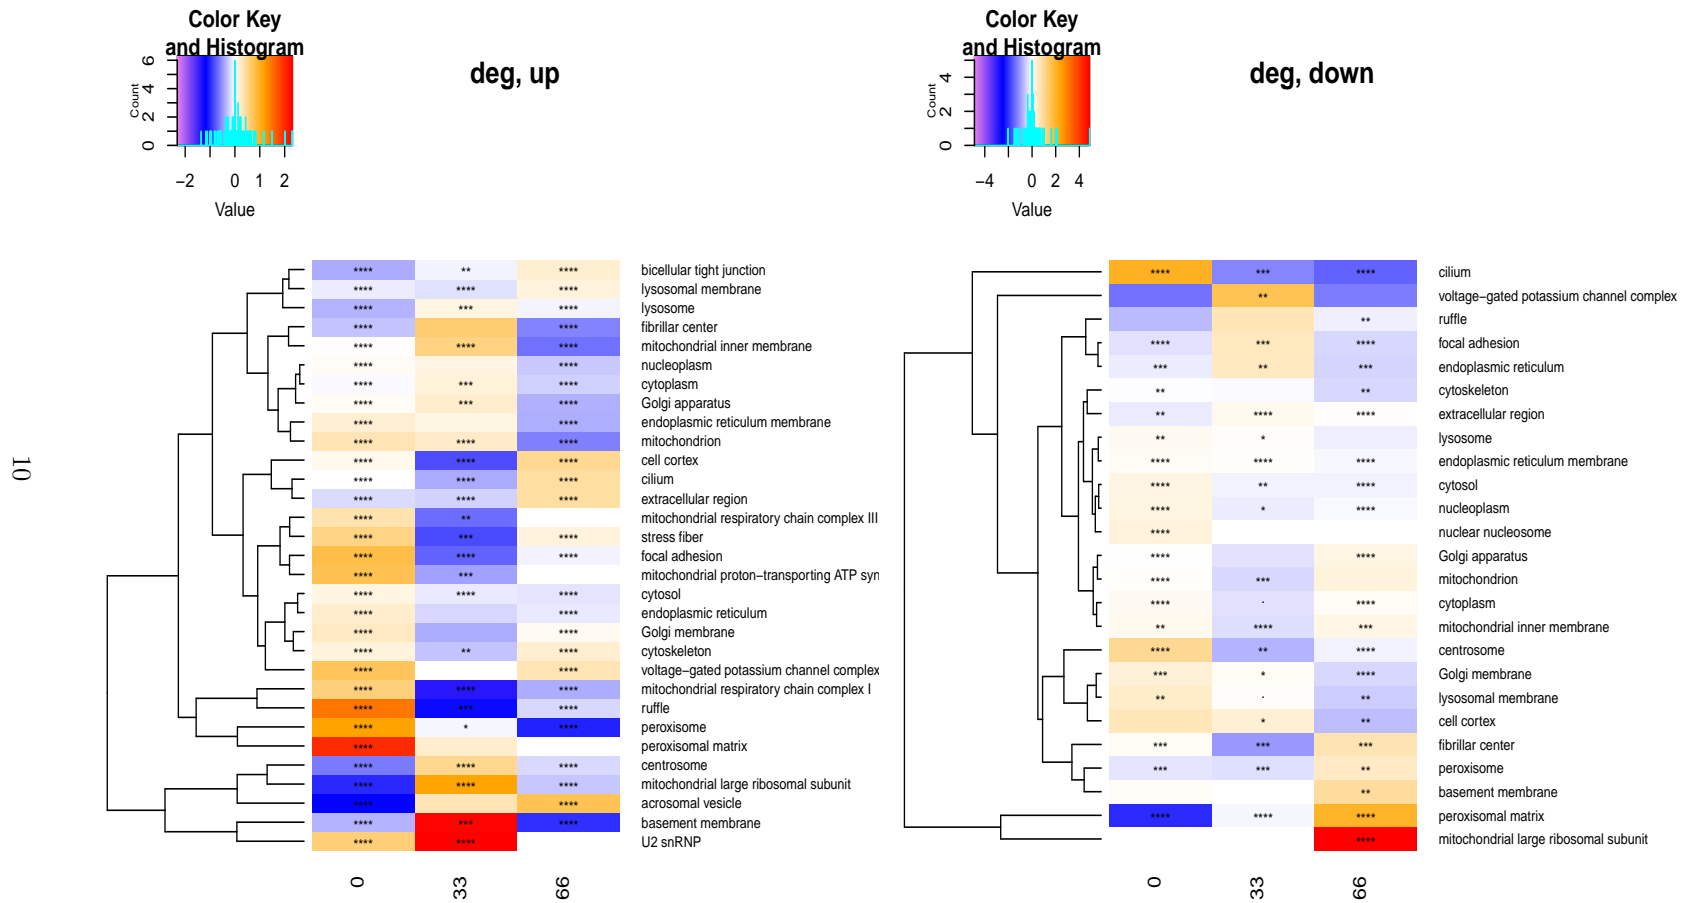 Color Key
and Histogram
deg, up
Count
0 2 4 6
−2 0 1 2
Value
bicellular tight junction
lysosomal membrane
lysosome
fibrillar center
mitochondrial inner membrane
nucleoplasm
cytoplasm
Golgi apparatus
endoplasmic reticulum membrane
mitochondrion
cell cortex
cilium
extracellular region
mitochondrial respiratory chain complex III
stress fiber
focal adhesion
mitochondrial proton−transporting ATP syn
cytosol
endoplasmic reticulum
Golgi membrane
cytoskeleton
voltage−gated potassium channel complex
mitochondrial respiratory chain complex I
ruffle
peroxisome
peroxisomal matrix
centrosome
mitochondrial large ribosomal subunit
acrosomal vesicle
basement membrane
U2 snRNP
0 33 66
Color Key
and Histogram
deg, down
Count
0 2 4
−4 0 2 4
Value
cilium
voltage−gated potassium channel complex
ruffle
focal adhesion
endoplasmic reticulum
cytoskeleton
extracellular region
lysosome
endoplasmic reticulum membrane
cytosol
nucleoplasm
nuclear nucleosome
Golgi apparatus
mitochondrion
cytoplasm
mitochondrial inner membrane
centrosome
Golgi membrane
lysosomal membrane
cell cortex
fibrillar center
peroxisome
basement membrane
peroxisomal matrix
mitochondrial large ribosomal subunit
0 33 66
10